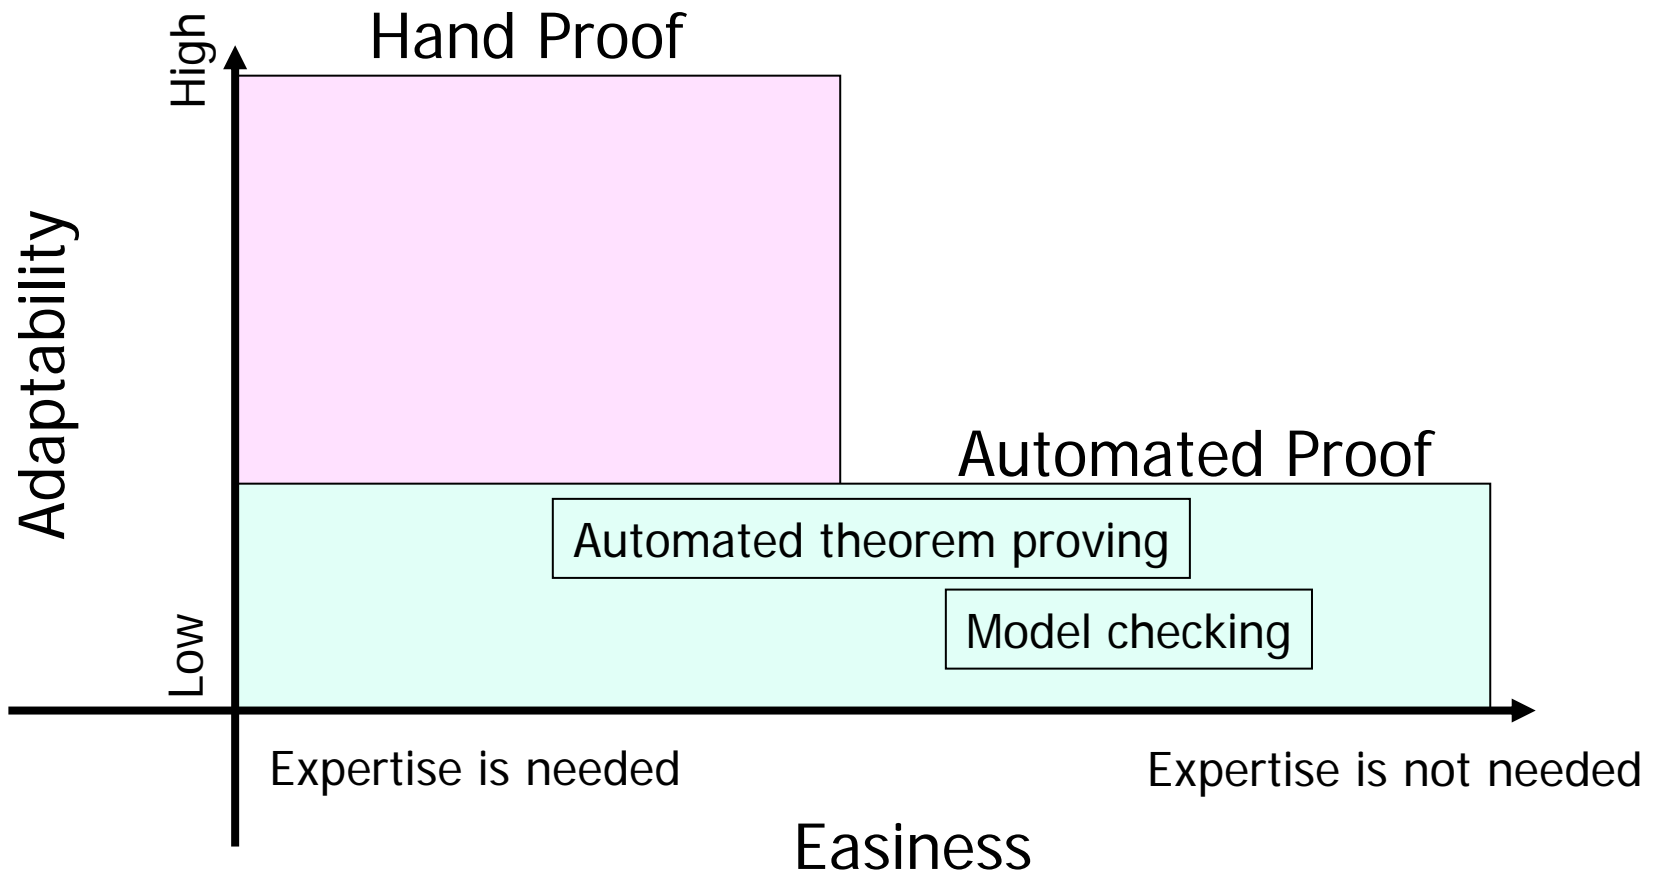 Hand Proof
High
Adaptability
Automated Proof
Automated theorem proving
Model checking
Low
Expertise is needed
Expertise is not needed
Easiness